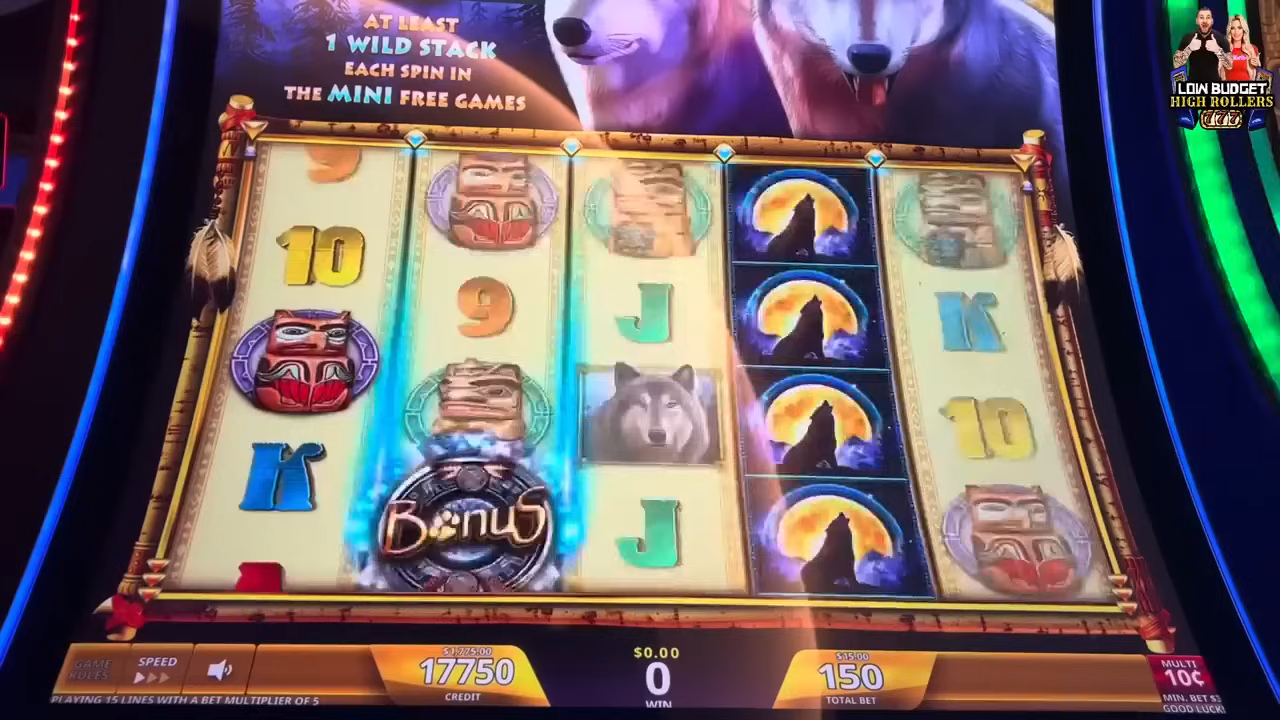 AT LEAST
1 WILD STACK
EACH SPIN IN
THE MINI FREE GAMES
LOW BUDGET
HIGH ROLLERS
777
9
10
K
9
Bonus
J
J
K
10
GAME RULES
SPEED
$1,775.00
17750
CREDIT
$0.00
0
WIN
$15.00
150
TOTAL BET
MULTI
10¢
MIN. BET $3
GOOD LUCK!
PLAYING 15 LINES WITH A BET MULTIPLIER OF 5